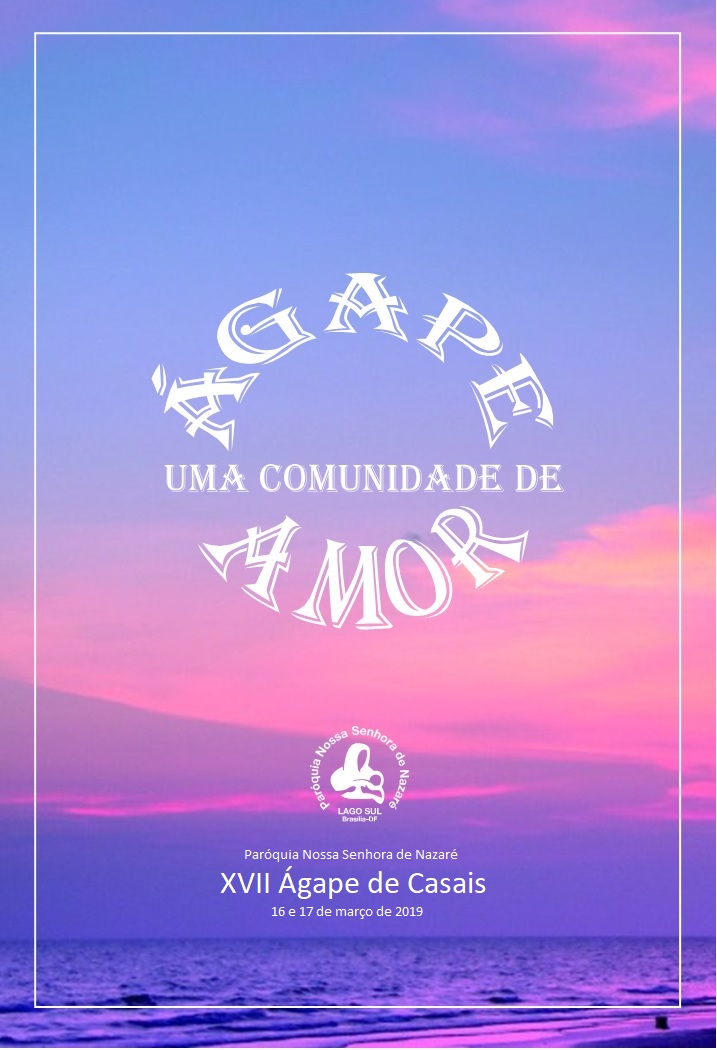 ÁGAPE
UMA COMUNIDADE DE
AMOR
Paróquia Nossa Senhora de Nazaré
LAGO SUL
Brasília-DF
Paróquia Nossa Senhora de Nazaré
XVII Ágape de Casais
16 e 17 de março de 2019